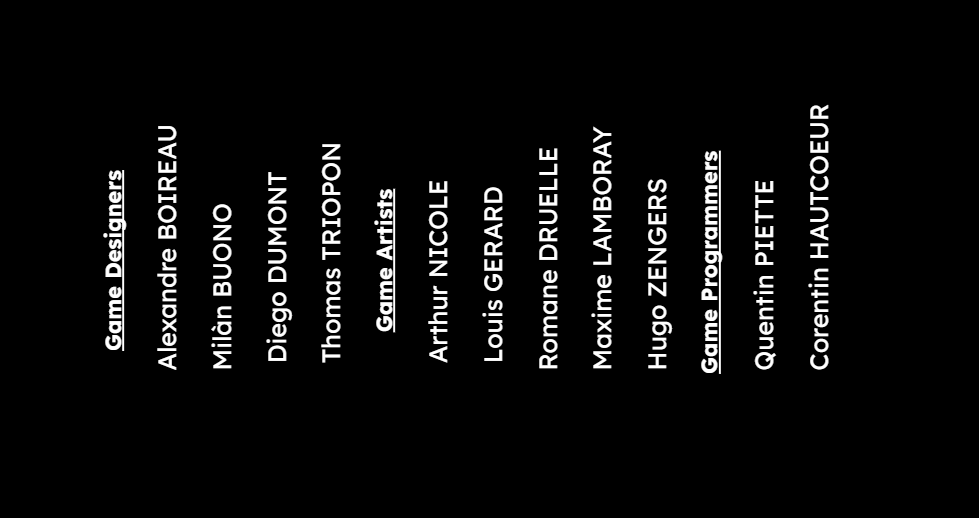 Game Designers
Alexandre BOIREAU
Milàn BUONO
Diego DUMONT
Thomas TRIOPON
Game Artists
Arthur NICOLE
Louis GERARD
Romane DRUELLE
Maxime LAMBORAY
Hugo ZENGERS
Game Programmers
Quentin PIETTE
Corentin HAUTCOEUR